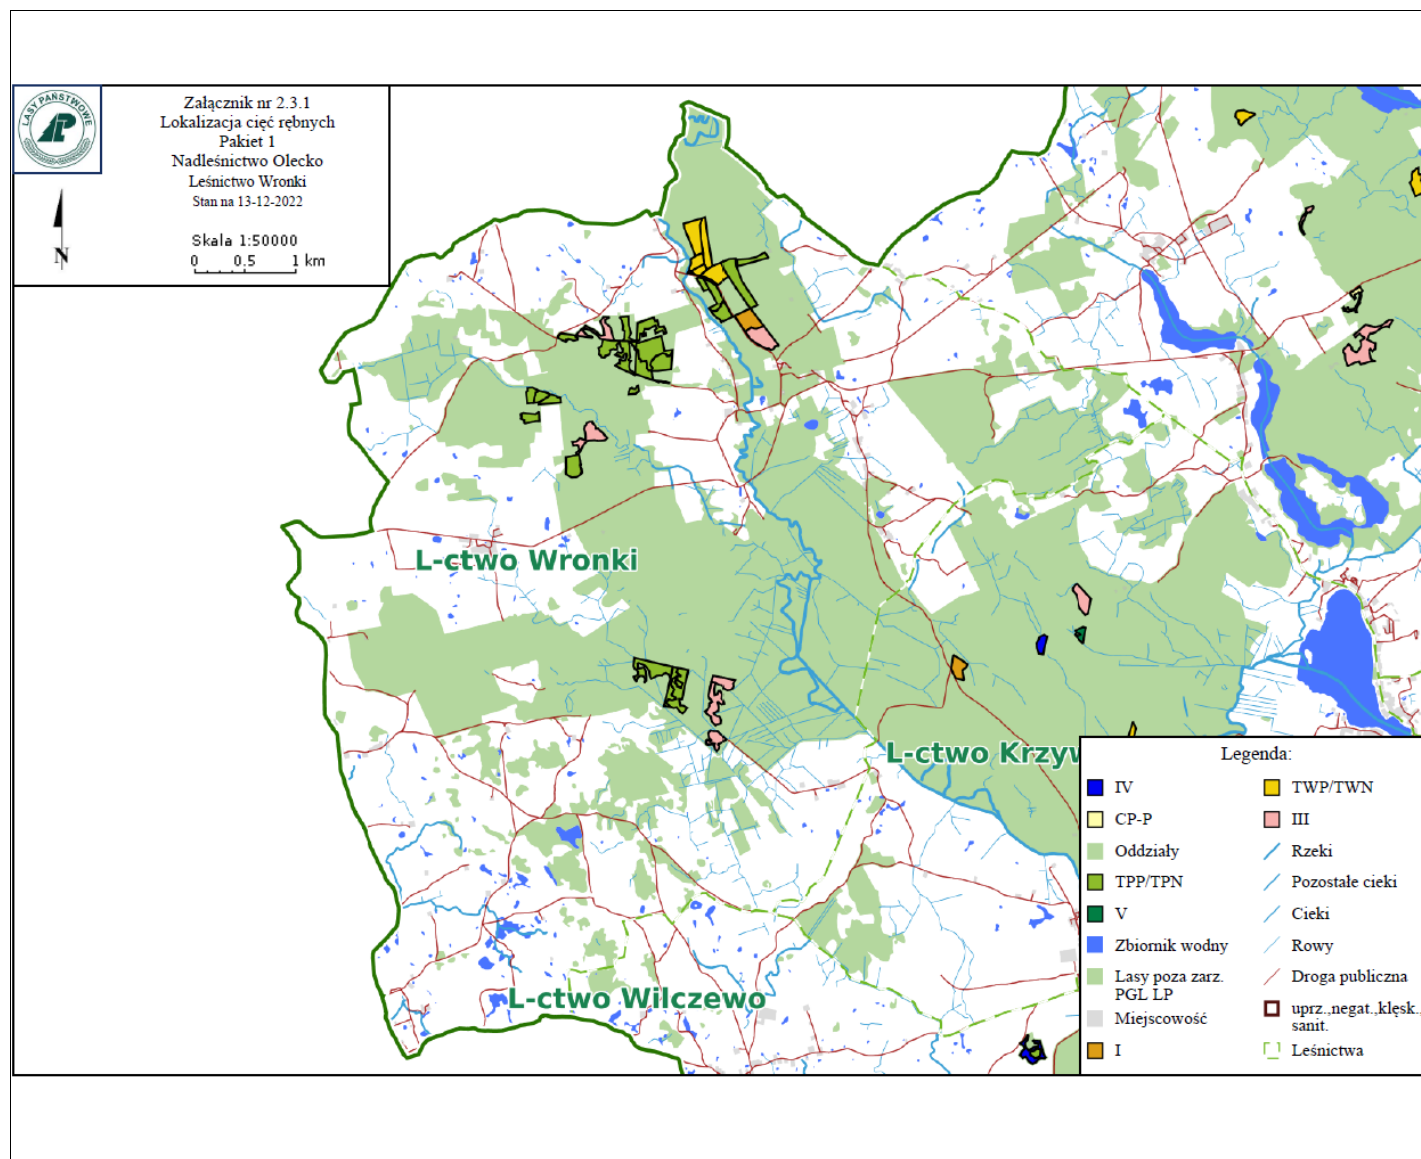 LASY PAŃSTWOWE
Załącznik nr 2.3.1
Lokalizacja cięć rębnych
Pakiet 1
Nadleśnictwo Olecko
Leśnictwo Wronki
Stan na 13-12-2022
N
Skala 1:50000
0 0.5 1 km
L-ctwo Wronki
L-ctwo Krzyw
L-ctwo Wilczewo
Legenda:
IV
CP-P
Oddziały
TPP/TPN
V
Zbiornik wodny
Lasy poza zarz.
PGL LP
Miejscowość
I
TWP/TWN
III
Rzeki
Pozostałe cieki
Cieki
Rowy
Droga publiczna
uprz.,negat.,klęsk.,
sanit.
Leśnictwa